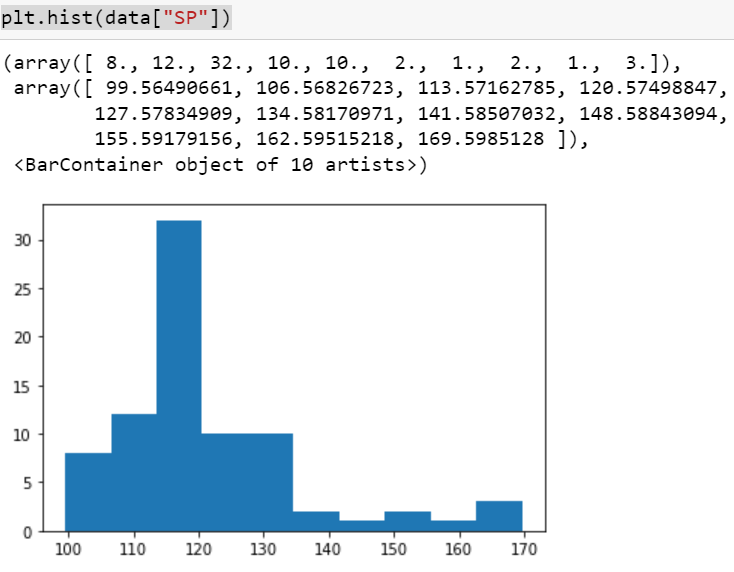 plt.hist(data["SP"])
(array([ 8., 12., 32., 10., 10.,  2.,  1.,  2.,  1.,  3.]),
 array([ 99.56490661, 106.56826723, 113.57162785, 120.57498847,
        127.57834909, 134.58170971, 141.58507032, 148.58843094,
        155.59179156, 162.59515218, 169.5985128 ]),
 <BarContainer object of 10 artists>)
30
25
20
15
10
5
0
100 110 120 130 140 150 160 170